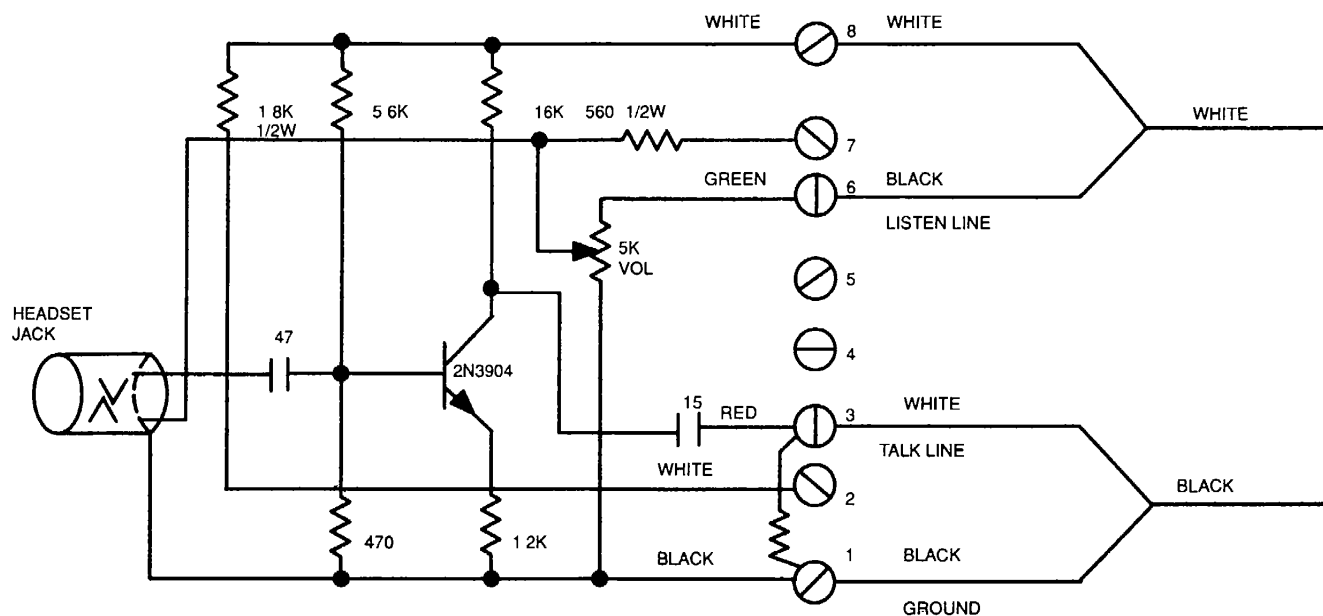 WHITE
8
WHITE
1 8K
1/2W
5 6K
16K
560
1/2W
7
WHITE
GREEN
6
BLACK
LISTEN LINE
5K
VOL
5
HEADSET
JACK
47
4
2N3904
15
RED
3
WHITE
TALK LINE
WHITE
2
BLACK
470
1 2K
BLACK
1
BLACK
GROUND